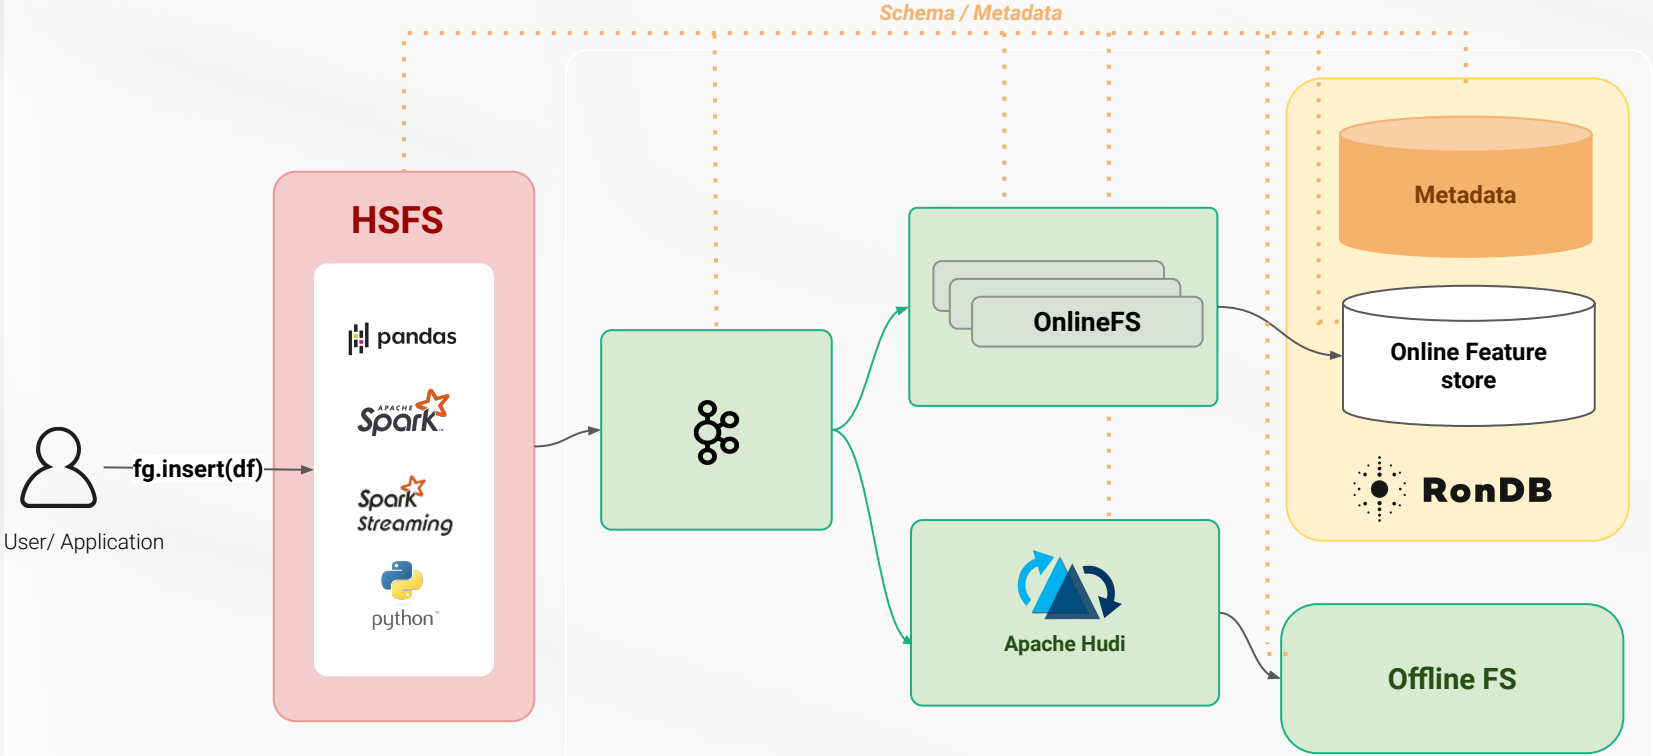 Schema / Metadata
HSFS
pandas
APACHE
Spark
Spark
Streaming
python
fg.insert(df)
User/ Application
OnlineFS
Apache Hudi
Metadata
Online Feature
store
RonDB
Offline FS